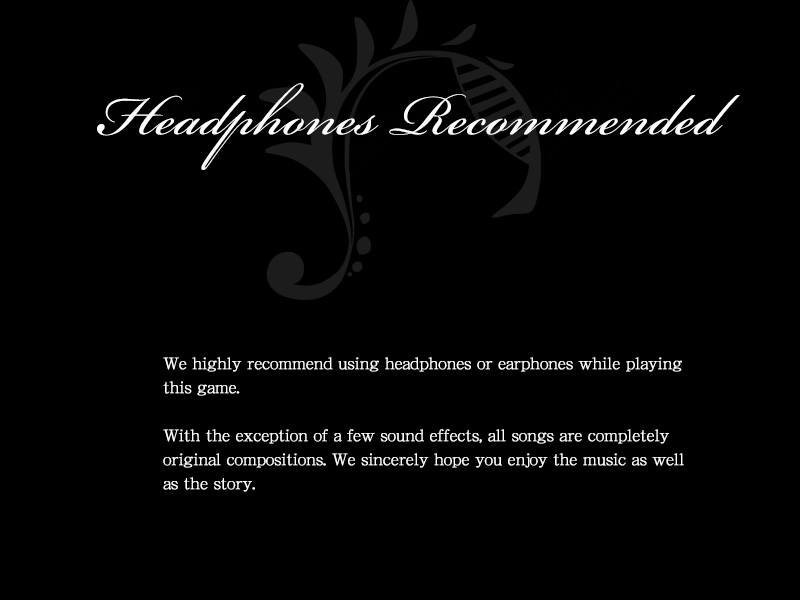 Headphones Recommended
We highly recommend using headphones or earphones while playing
this game.
With the exception of a few sound effects, all songs are completely
original compositions. We sincerely hope you enjoy the music as well
as the story.